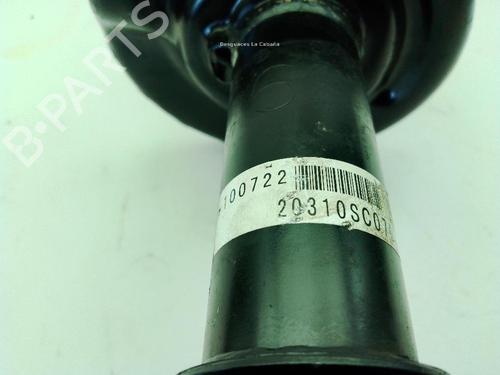 Desguaces La Cabaña
B-PARTS
-100722
20310SC07